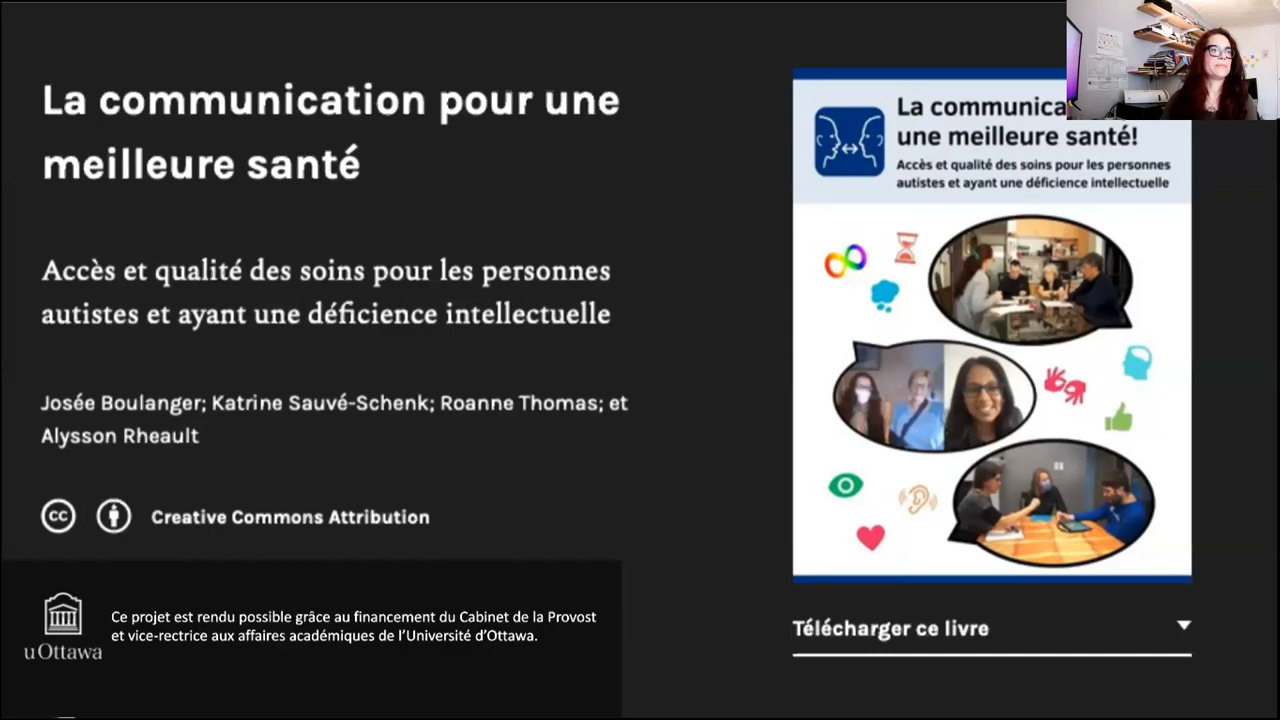 La communication pour une
meilleure santé
Accès et qualité des soins pour les personnes
autistes et ayant une déficience intellectuelle
Josée Boulanger; Katrine Sauvé-Schenk; Roanne Thomas; et
Alysson Rheault
cc
Creative Commons Attribution
uOttawa
Ce projet est rendu possible grâce au financement du Cabinet de la Provost
et vice-rectrice aux affaires académiques de l’Université d’Ottawa.
La communica
une meilleure santé!
Accès et qualité des soins pour les personnes
autistes et ayant une déficience intellectuelle
Télécharger ce livre